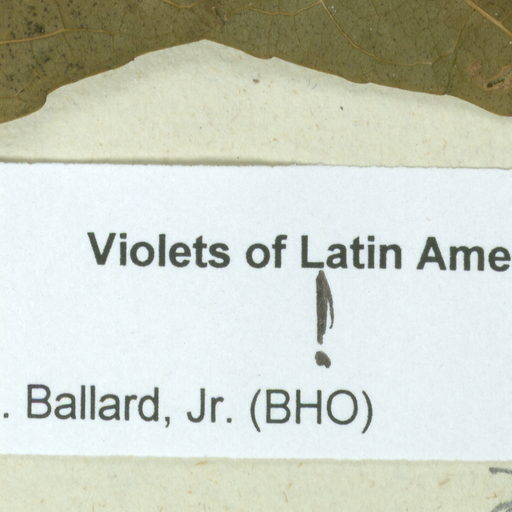 Violets of Latin Ame
!
. Ballard, Jr. (BHO)